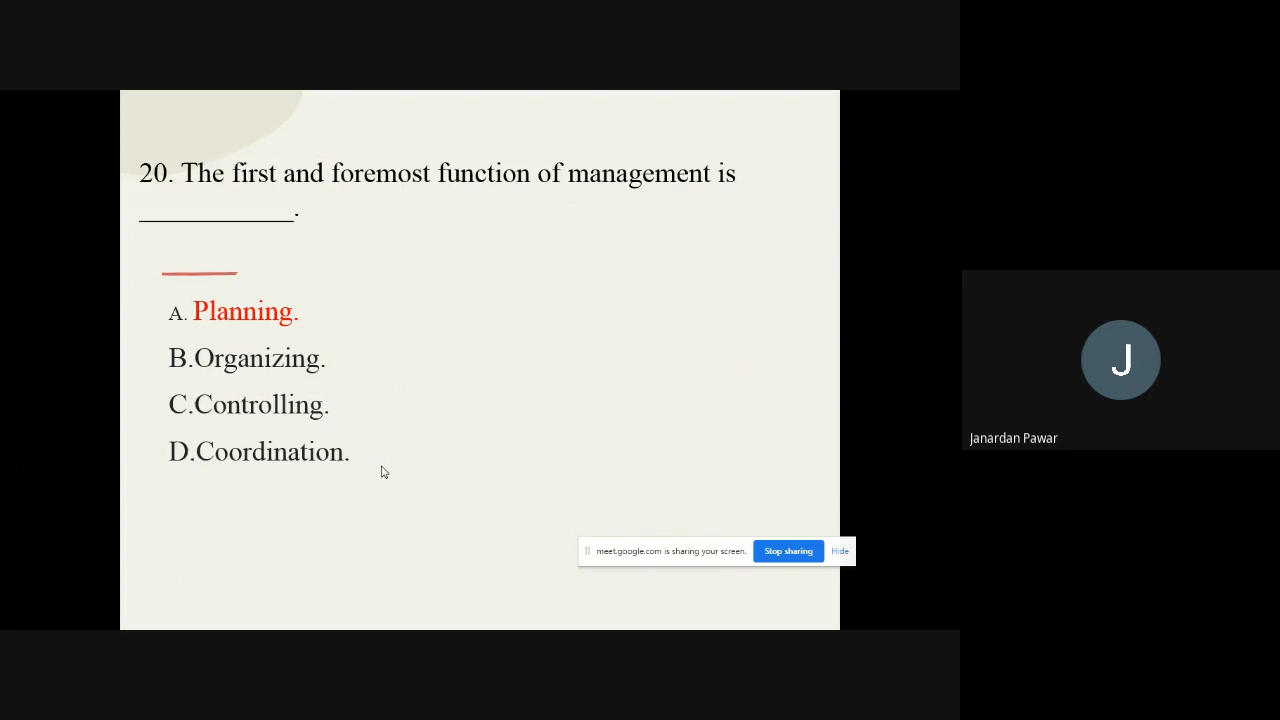 20. The first and foremost function of management is
___________.
A. Planning.
B.Organizing.
C.Controlling.
D.Coordination.
meet.google.com is sharing your screen. Stop sharing Hide
J
Janardan Pawar